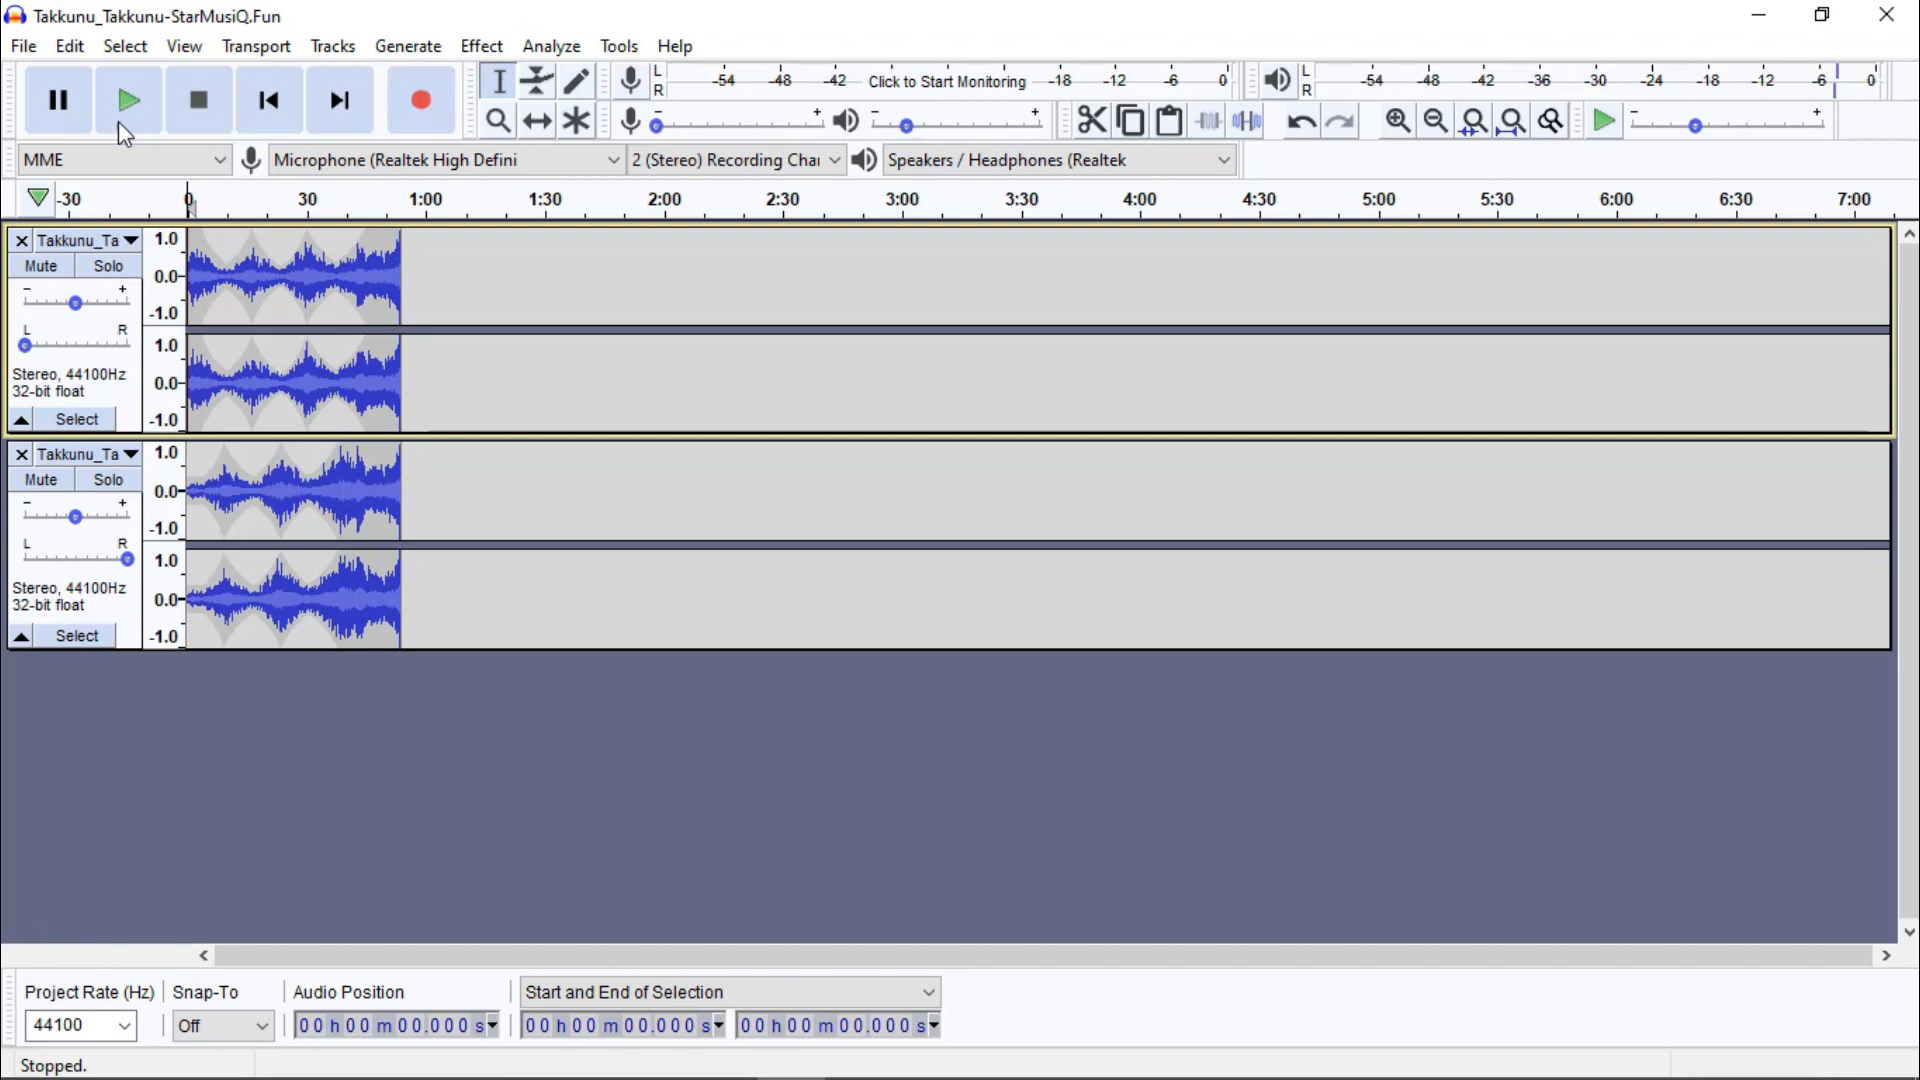 Takkunu_Takkunu-StarMusiQ.Fun
File Edit Select View Transport Tracks Generate Effect Analyze Tools Help
L R -54 -48 -42 Click to Start Monitoring -18 -12 -6 0 L R -54 -48 -42 -36 -30 -24 -18 -12 -6 0
- + - + - +
MME Microphone (Realtek High Defini 2 (Stereo) Recording Chai Speakers / Headphones (Realtek
-30 0 30 1:00 1:30 2:00 2:30 3:00 3:30 4:00 4:30 5:00 5:30 6:00 6:30 7:00
Takkunu_Ta 1.0
Mute Solo
0.0
- +
-1.0
L R
1.0
Stereo, 44100Hz
32-bit float
0.0
Select -1.0
Takkunu_Ta 1.0
Mute Solo
0.0
- +
-1.0
L R
1.0
Stereo, 44100Hz
32-bit float
0.0
Select -1.0
Project Rate (Hz) Snap-To Audio Position Start and End of Selection
44100 Off 00 h 00 m 00.000 s 00 h 00 m 00.000 s 00 h 00 m 00.000 s
Stopped.